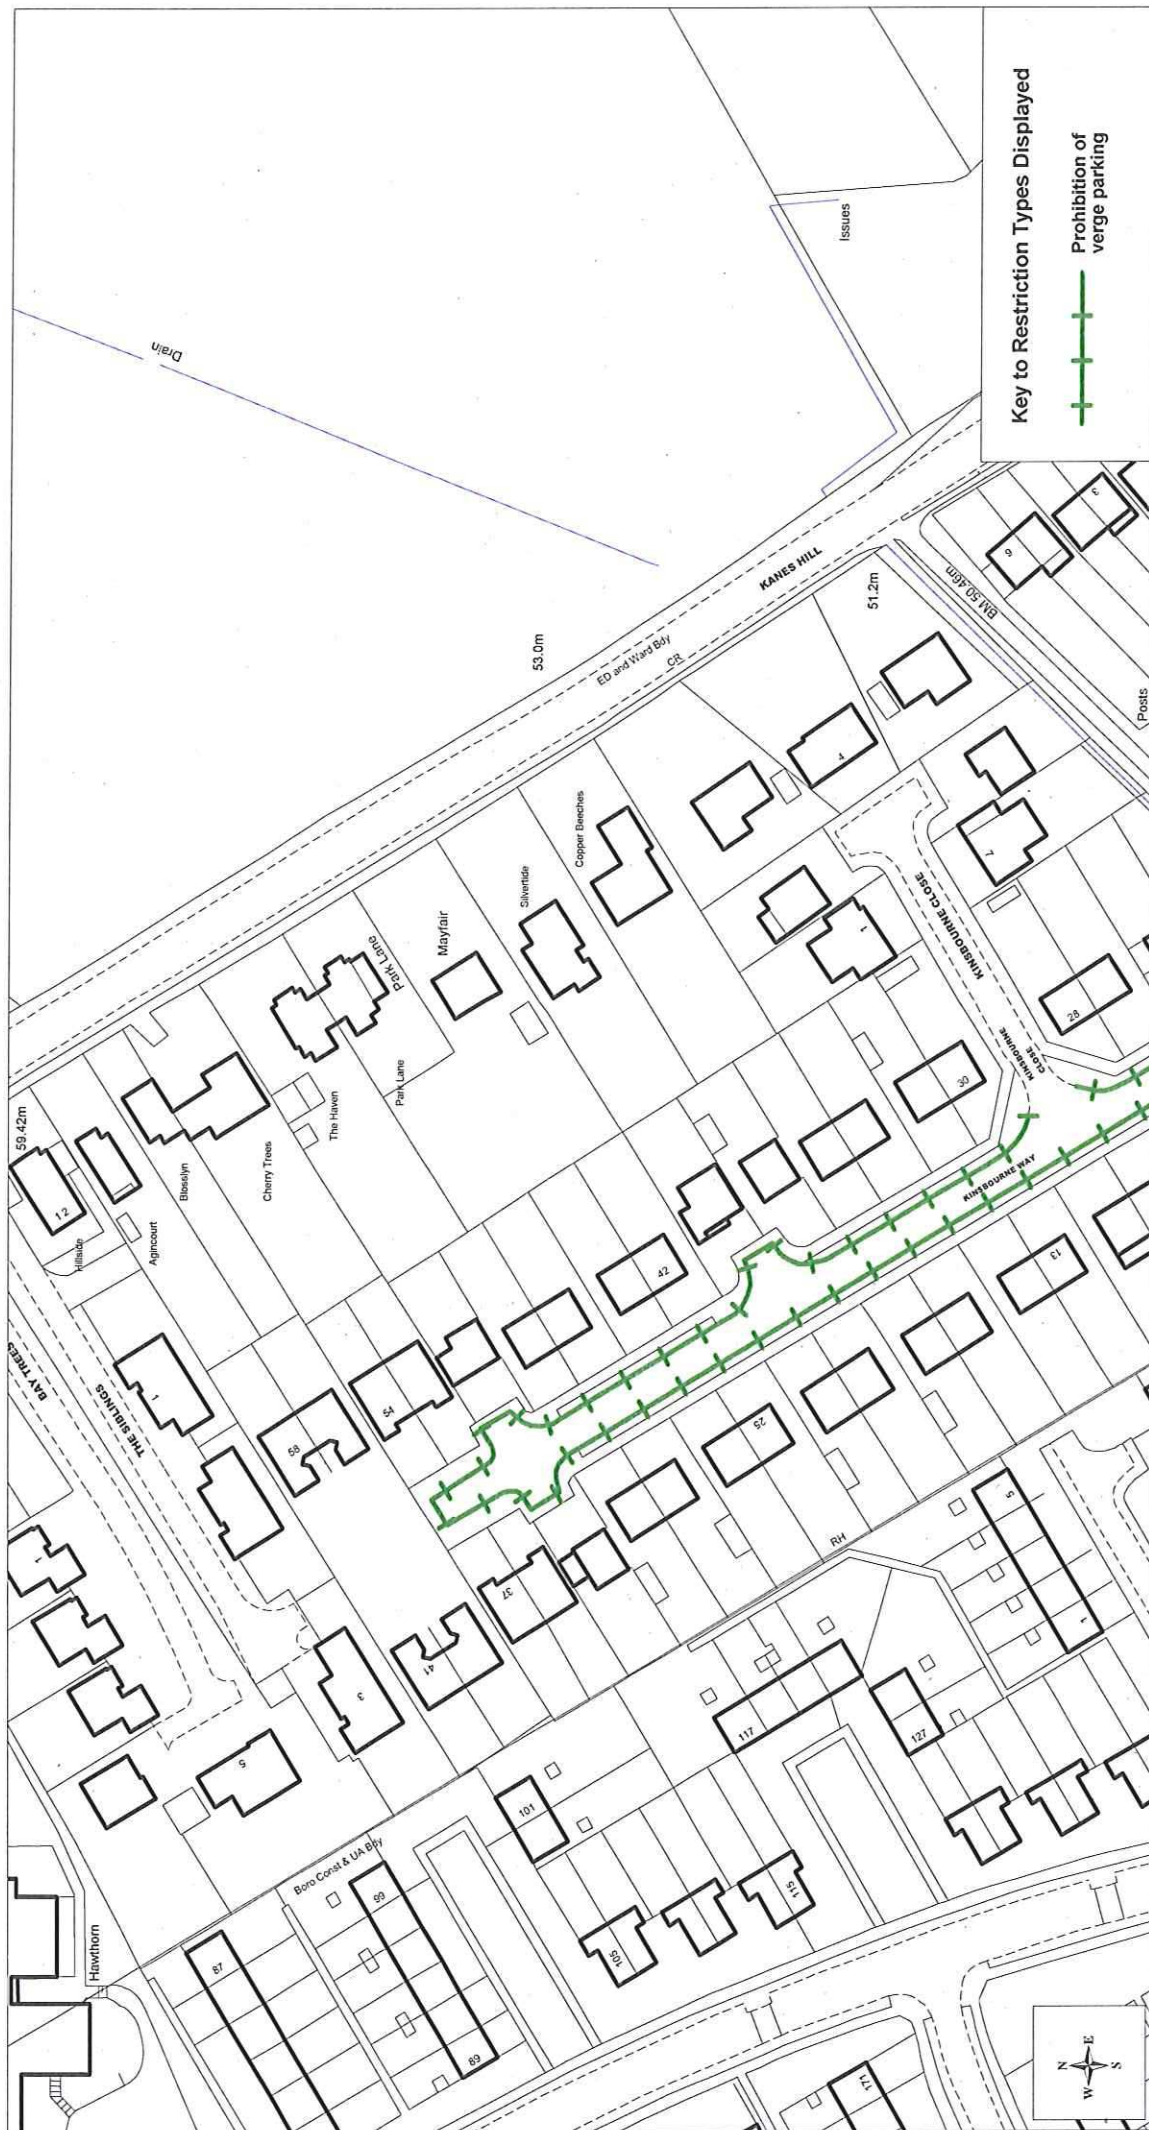 Key to Restriction Types Displayed
Prohibition of
verge parking
Drain
Issues
KANES HILL
ED and Ward Bdy
CR
53.0m
51.2m
BM 50.46m
Posts
9
3
4
7
1
KINSBOURNE CLOSE
KINSBOURNE
CLOSE
28
30
KINSBOURNE WAY
Copper Beeches
Silvertide
Mayfair
Park Lane
Park Lane
The Haven
Cherry Trees
Blosslyn
Agincourt
Hillside
12
59.42m
BAY TREES
THE SIBLINGS
1
1
3
5
58
54
42
41
37
25
13
RH
5
1
117
127
101
105
115
Boro Const & UA Bdy
99
89
87
Hawthorn
171
N
E
S
W